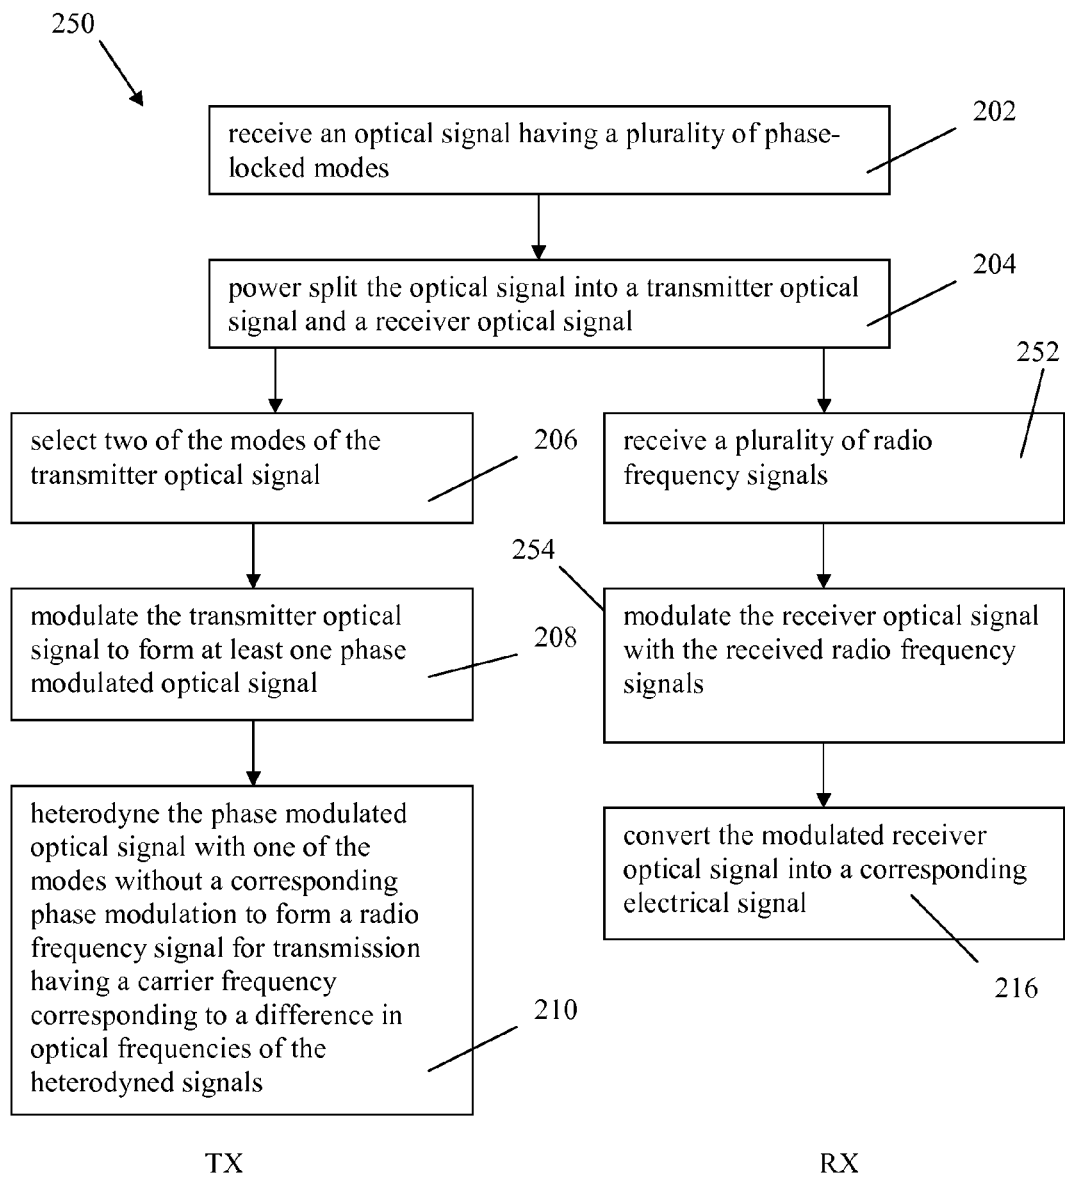 250
receive an optical signal having a plurality of phase-
locked modes
202
power split the optical signal into a transmitter optical
signal and a receiver optical signal
204
select two of the modes of the
transmitter optical signal
206
modulate the transmitter optical
signal to form at least one phase
modulated optical signal
208
heterodyne the phase modulated
optical signal with one of the
modes without a corresponding
phase modulation to form a radio
frequency signal for transmission
having a carrier frequency
corresponding to a difference in
optical frequencies of the
heterodyned signals
210
TX
252
receive a plurality of radio
frequency signals
254
modulate the receiver optical signal
with the received radio frequency
signals
convert the modulated receiver
optical signal into a corresponding
electrical signal
216
RX